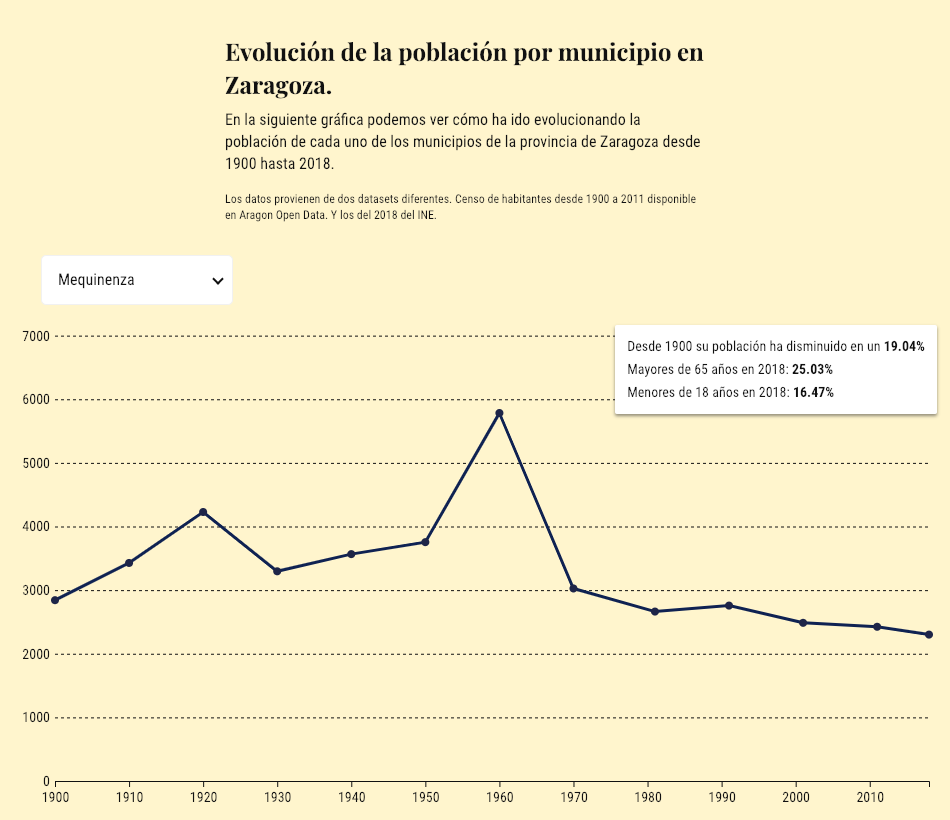 Evolución de la población por municipio en
Zaragoza.
En la siguiente gráfica podemos ver cómo ha ido evolucionando la
población de cada uno de los municipios de la provincia de Zaragoza desde
1900 hasta 2018.
Los datos provienen de dos datasets diferentes. Censo de habitantes desde 1900 a 2011 disponible
en Aragon Open Data. Y los del 2018 del INE.
Mequinenza
Desde 1900 su población ha disminuido en un 19.04%
Mayores de 65 años en 2018: 25.03%
Menores de 18 años en 2018: 16.47%
7000
6000
5000
4000
3000
2000
1000
0
1900 1910 1920 1930 1940 1950 1960 1970 1980 1990 2000 2010